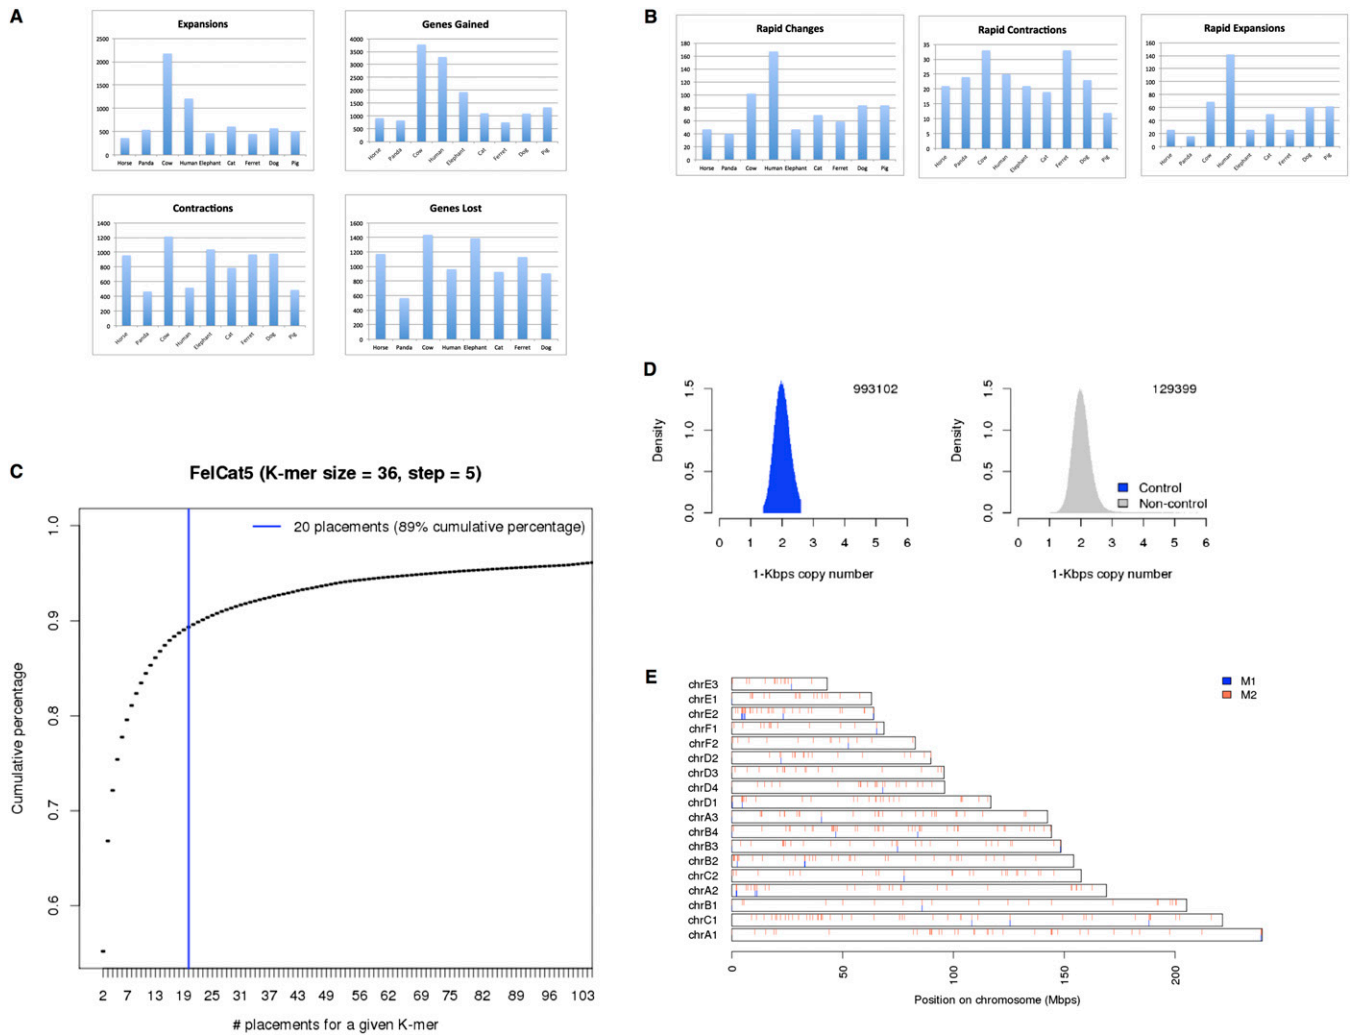 A
Expansions
2500
2000
1500
1000
500
0
Horse Panda Cow Human Elephant Cat Ferret Dog Pig
Genes Gained
4000
3500
3000
2500
2000
1500
1000
500
0
Horse Panda Cow Human Elephant Cat Ferret Dog Pig
Contractions
1400
1200
1000
800
600
400
200
0
Horse Panda Cow Human Elephant Cat Ferret Dog Pig
Genes Lost
1600
1400
1200
1000
800
600
400
200
0
Horse Panda Cow Human Elephant Cat Ferret Dog
B
Rapid Changes
180
160
140
120
100
80
60
40
20
0
Horse Panda Cow Human Elephant Cat Ferret Dog Pig
Rapid Contractions
35
30
25
20
15
10
5
0
Horse Panda Cow Human Elephant Cat Ferret Dog Pig
Rapid Expansions
160
140
120
100
80
60
40
20
0
Horse Panda Cow Human Elephant Cat Ferret Dog Pig
C
FelCat5 (K-mer size = 36, step = 5)
20 placements (89% cumulative percentage)
Cumulative percentage
1.0
0.9
0.8
0.7
0.6
2 7 13 19 25 31 37 43 49 56 62 69 76 82 89 96 103
# placements for a given K-mer
D
993102
Density
1.5
1.0
0.5
0.0
0 1 2 3 4 5 6
1-Kbps copy number
129399
Density
1.5
1.0
0.5
0.0
Control
Non-control
0 1 2 3 4 5 6
1-Kbps copy number
E
M1
M2
chrE3
chrE1
chrE2
chrF1
chrF2
chrD2
chrD3
chrD4
chrD1
chrA3
chrB4
chrB3
chrB2
chrC2
chrA2
chrB1
chrC1
chrA1
0 50 100 150 200
Position on chromosome (Mbps)